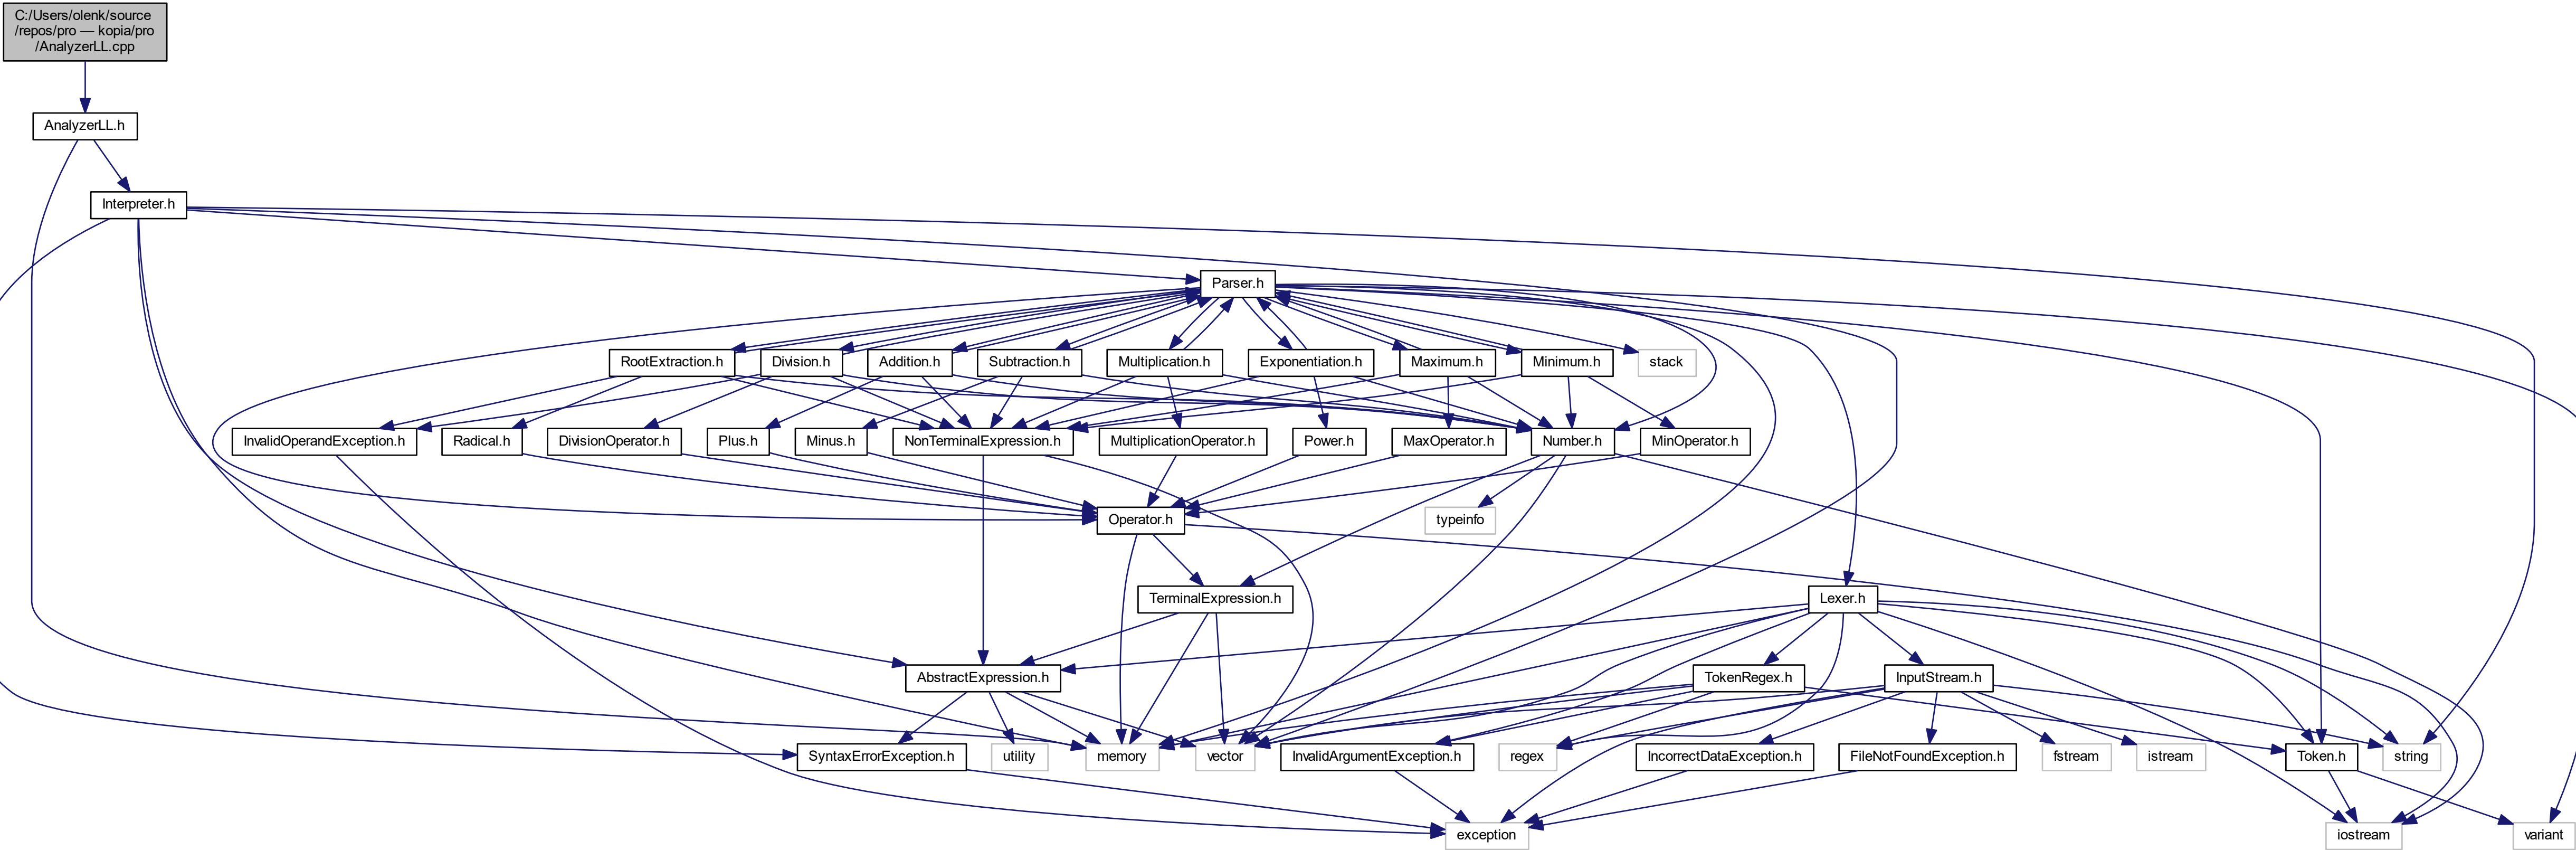 C:/Users/olenk/source
/repos/pro — kopia/pro
/AnalyzerLL.cpp
AnalyzerLL.h
Interpreter.h
Parser.h
RootExtraction.h
Division.h
Addition.h
Subtraction.h
Multiplication.h
Exponentiation.h
Maximum.h
Minimum.h
stack
InvalidOperandException.h
Radical.h
DivisionOperator.h
Plus.h
Minus.h
NonTerminalExpression.h
MultiplicationOperator.h
Power.h
MaxOperator.h
Number.h
MinOperator.h
Operator.h
typeinfo
TerminalExpression.h
Lexer.h
AbstractExpression.h
TokenRegex.h
InputStream.h
SyntaxErrorException.h
utility
memory
vector
InvalidArgumentException.h
regex
IncorrectDataException.h
FileNotFoundException.h
fstream
istream
Token.h
string
exception
iostream
variant